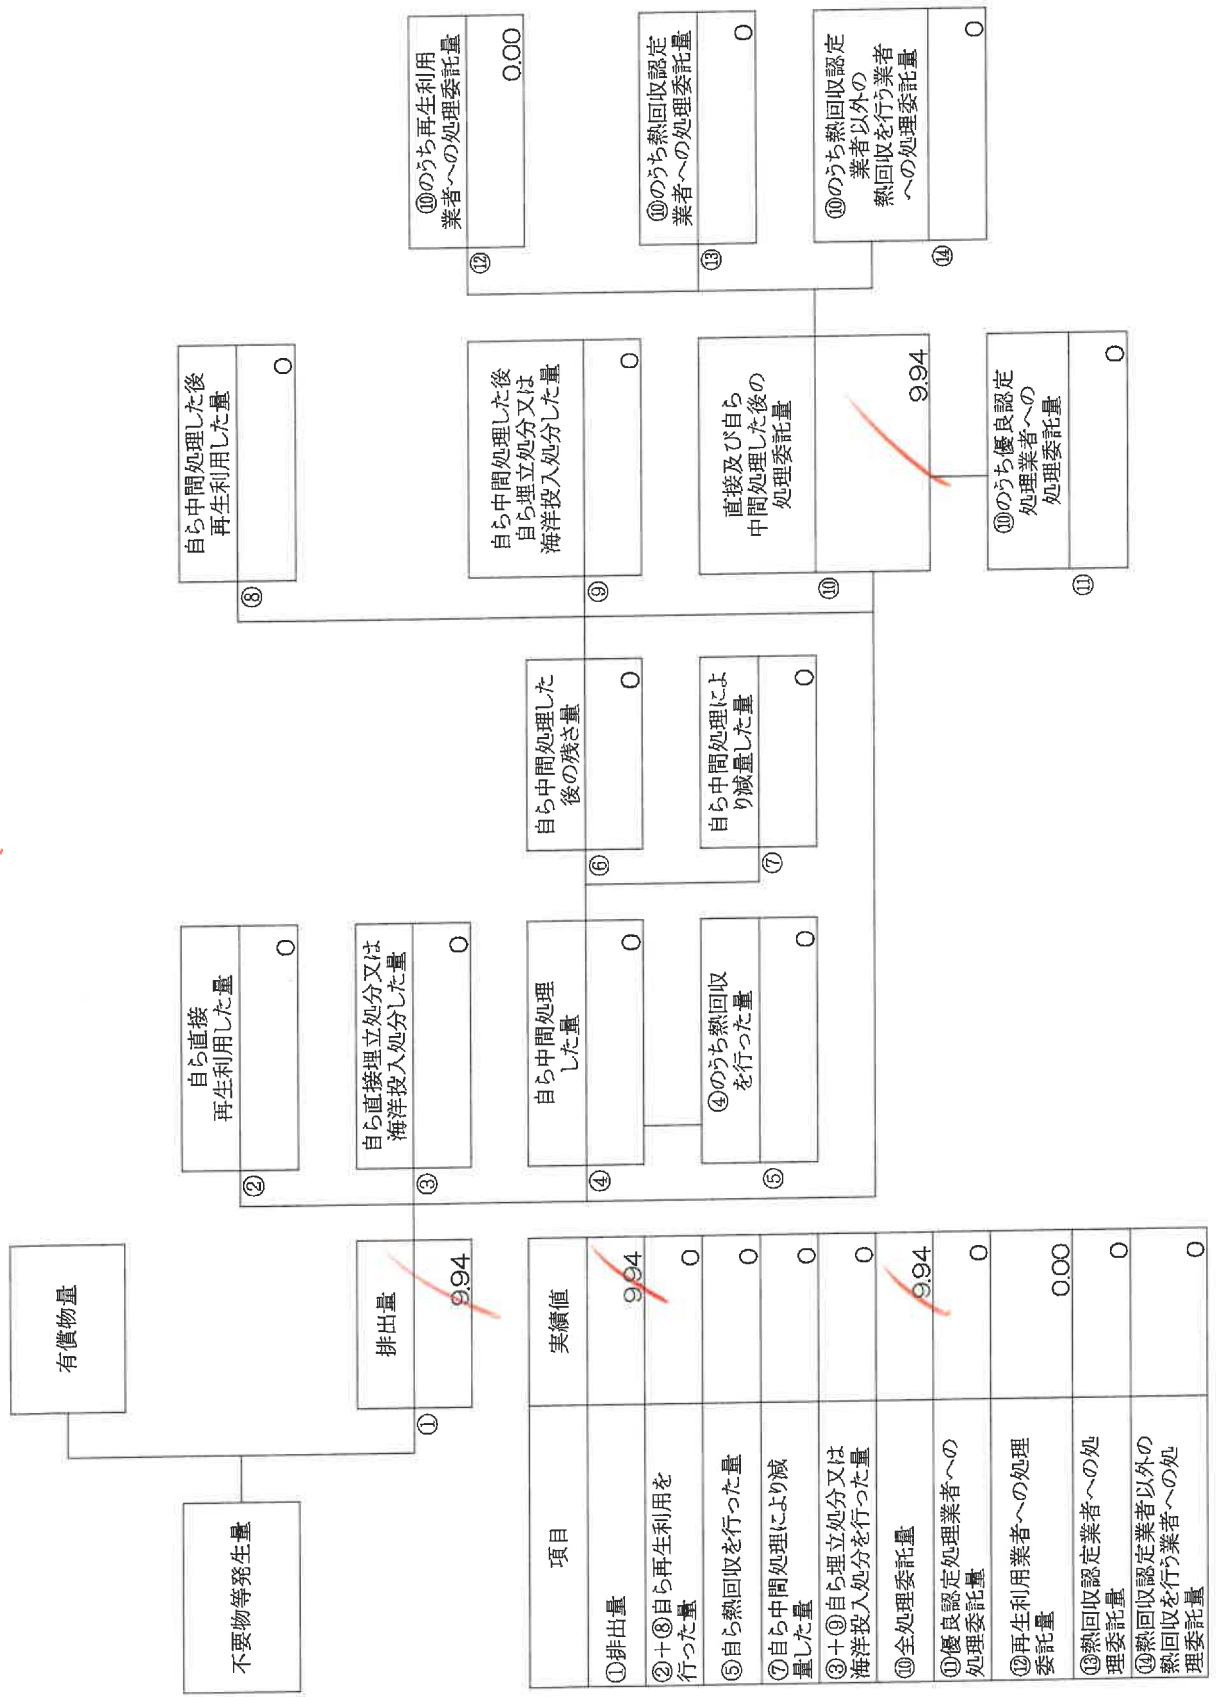 有償物量
不要物等発生量
排出量
① 9.94
自ら直接
再生利用した量
② 0
自ら直接埋立処分又は
海洋投入処分した量
③ 0
自ら中間処理
した量
④ 0
④のうち熱回収
を行った量
⑤ 0
自ら中間処理した
後の残さ量
⑥ 0
自ら中間処理によ
り減量した量
⑦ 0
自ら中間処理した後
再生利用した量
⑧ 0
自ら中間処理した後
自ら埋立処分又は
海洋投入処分した量
⑨ 0
直接及び自ら
中間処理した後の
処理委託量
⑩ 9.94
⑩のうち優良認定
処理業者への
処理委託量
⑪ 0
⑩のうち再生利用
業者への処理委託量
⑫ 0.00
⑩のうち熱回収認定
業者への処理委託量
⑬ 0
⑩のうち熱回収認定
業者以外の
熱回収を行う業者
への処理委託量
⑭ 0
項目 実績値
①排出量 9.94
②+⑧自ら再生利用を
行った量 0
⑤自ら熱回収を行った量 0
⑦自ら中間処理により減
量した量 0
③+⑨自ら埋立処分又は
海洋投入処分を行った量 0
⑩全処理委託量 9.94
⑪優良認定処理業者への
処理委託量 0
⑫再生利用業者への処理
委託量 0.00
⑬熱回収認定業者への処
理委託量 0
⑭熱回収認定業者以外の
熱回収を行う業者への処
理委託量 0